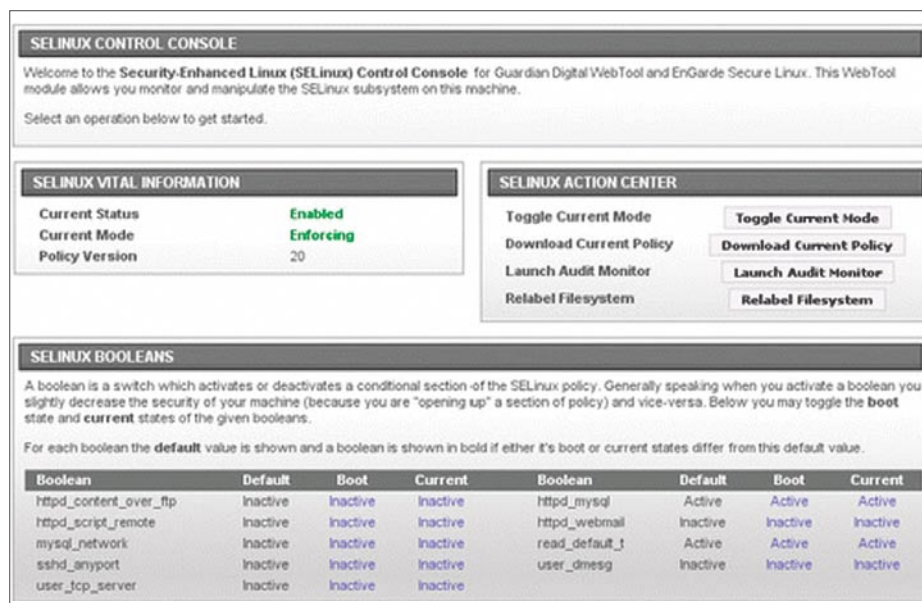 SELINUX CONTROL CONSOLE
Welcome to the Security-Enhanced Linux (SELinux) Control Console for Guardian Digital WebTool and EnGarde Secure Linux. This WebTool
module allows you monitor and manipulate the SELinux subsystem on this machine.
Select an operation below to get started.
SELINUX VITAL INFORMATION
Current Status Enabled
Current Mode Enforcing
Policy Version 20
SELINUX ACTION CENTER
Toggle Current Mode Toggle Current Mode
Download Current Policy Download Current Policy
Launch Audit Monitor Launch Audit Monitor
Relabel Filesystem Relabel Filesystem
SELINUX BOOLEANS
A boolean is a switch which activates or deactivates a conditional section of the SELinux policy. Generally speaking when you activate a boolean you
slightly decrease the security of your machine (because you are "opening up" a section of policy) and vice-versa. Below you may toggle the boot
state and current states of the given booleans.
For each boolean the default value is shown and a boolean is shown in bold if either it's boot or current states differ from this default value.
Boolean Default Boot Current Boolean Default Boot Current
httpd_content_over_ftp Inactive Inactive Inactive httpd_mysql Active Active Active
httpd_script_remote Inactive Inactive Inactive httpd_webmail Inactive Inactive Inactive
mysql_network Inactive Inactive Inactive read_default_t Active Active Active
sshd_anyport Inactive Inactive Inactive user_dmesg Inactive Inactive Inactive
user_tcp_server Inactive Inactive Inactive